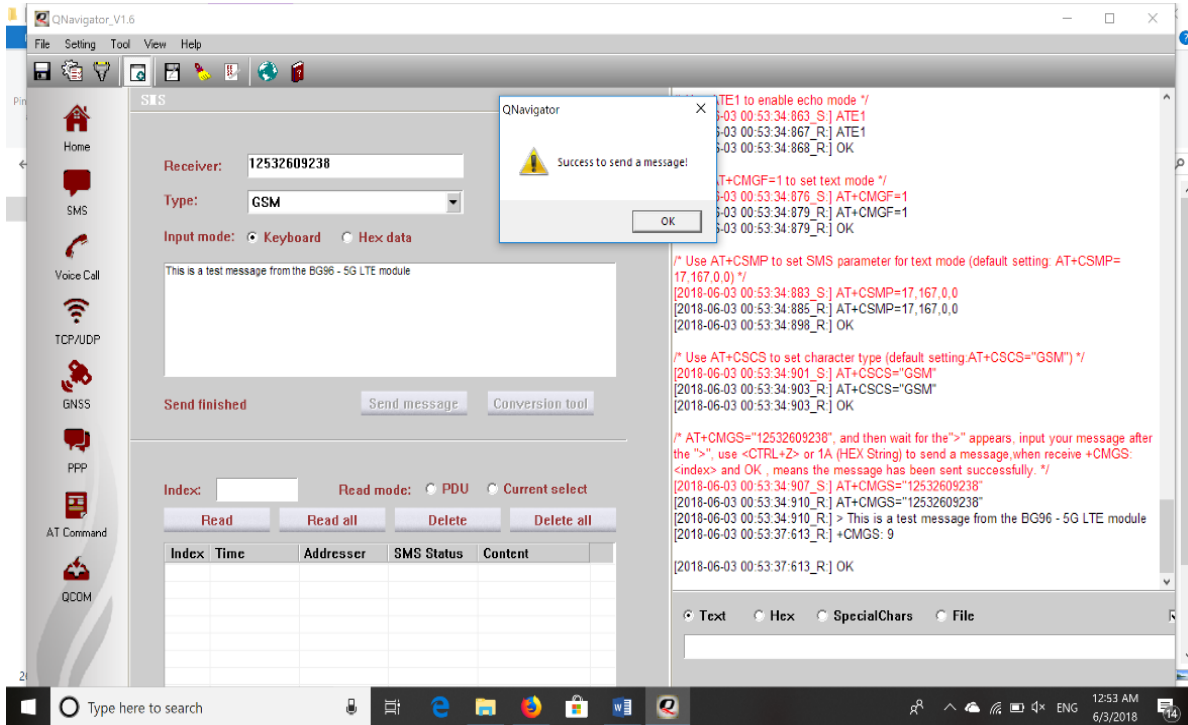 QNavigator_V1.6
File Setting Tool View Help
Pin
Home
SMS
Voice Call
TCP/UDP
GNSS
PPP
AT Command
QCOM
SMS
Receiver: 12532609238
Type: GSM
Input mode: Keyboard Hex data
This is a test message from the BG96 - 5G LTE module
Send finished Send message Conversion tool
Index: Read mode: PDU Current select
Read Read all Delete Delete all
Index Time Addresser SMS Status Content
QNavigator
Success to send a message!
OK
ATE1 to enable echo mode */
6-03 00:53:34:863_S:] ATE1
6-03 00:53:34:867_R:] ATE1
6-03 00:53:34:868_R:] OK
AT+CMGF=1 to set text mode */
6-03 00:53:34:876_S:] AT+CMGF=1
6-03 00:53:34:879_R:] AT+CMGF=1
6-03 00:53:34:879_R:] OK
/* Use AT+CSMP to set SMS parameter for text mode (default setting: AT+CSMP=
17,167,0,0) */
[2018-06-03 00:53:34:883_S:] AT+CSMP=17,167,0,0
[2018-06-03 00:53:34:885_R:] AT+CSMP=17,167,0,0
[2018-06-03 00:53:34:898_R:] OK
/* Use AT+CSCS to set character type (default setting:AT+CSCS="GSM") */
[2018-06-03 00:53:34:901_S:] AT+CSCS="GSM"
[2018-06-03 00:53:34:903_R:] AT+CSCS="GSM"
[2018-06-03 00:53:34:903_R:] OK
/* AT+CMGS="12532609238", and then wait for the">" appears, input your message after
the ">", use <CTRL+Z> or 1A (HEX String) to send a message,when receive +CMGS:
<index> and OK , means the message has been sent successfully. */
[2018-06-03 00:53:34:907_S:] AT+CMGS="12532609238"
[2018-06-03 00:53:34:910_R:] AT+CMGS="12532609238"
[2018-06-03 00:53:34:910_R:] > This is a test message from the BG96 - 5G LTE module
[2018-06-03 00:53:37:613_R:] +CMGS: 9
[2018-06-03 00:53:37:613_R:] OK
Text Hex SpecialChars File
Type here to search
ENG
12:53 AM
6/3/2018
14